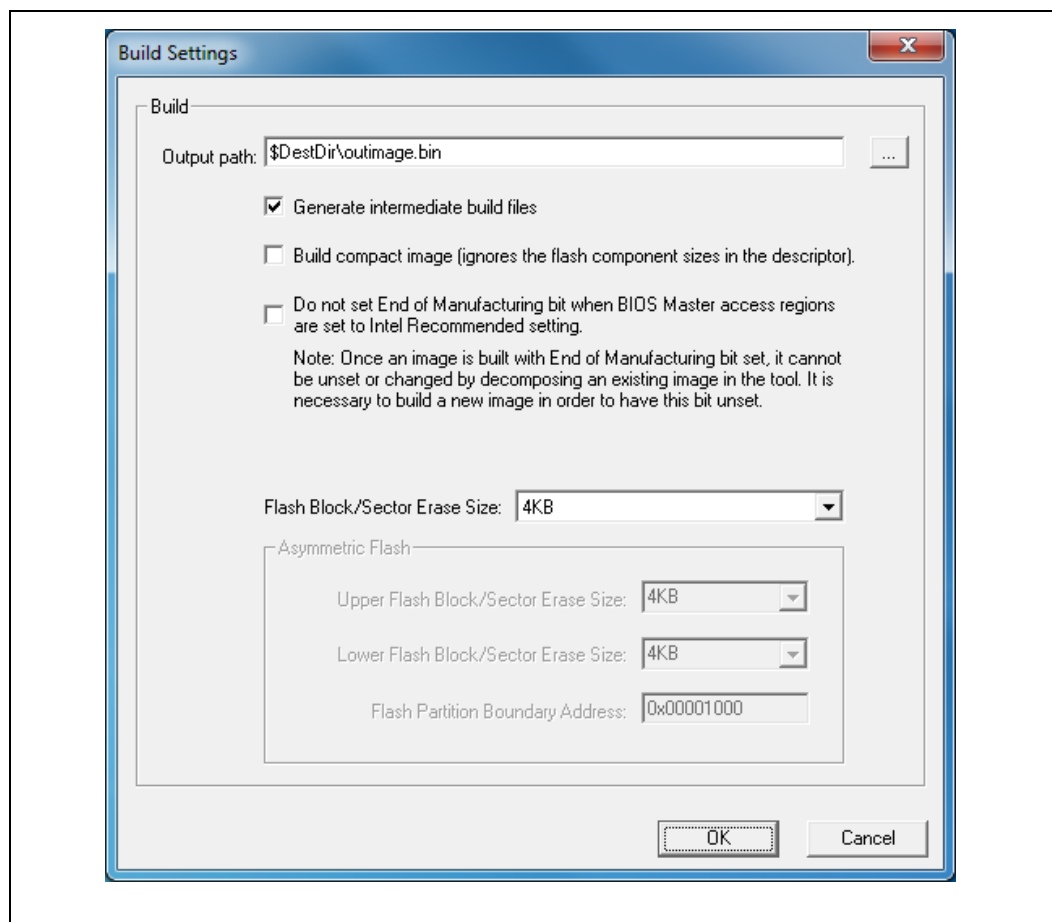 Build Settings
Build
Output path: $DestDir\outimage.bin ...
Generate intermediate build files
Build compact image (ignores the flash component sizes in the descriptor).
Do not set End of Manufacturing bit when BIOS Master access regions
are set to Intel Recommended setting.
Note: Once an image is built with End of Manufacturing bit set, it cannot
be unset or changed by decomposing an existing image in the tool. It is
necessary to build a new image in order to have this bit unset.
Flash Block/Sector Erase Size: 4KB
Asymmetric Flash
Upper Flash Block/Sector Erase Size: 4KB
Lower Flash Block/Sector Erase Size: 4KB
Flash Partition Boundary Address: 0x00001000
OK Cancel